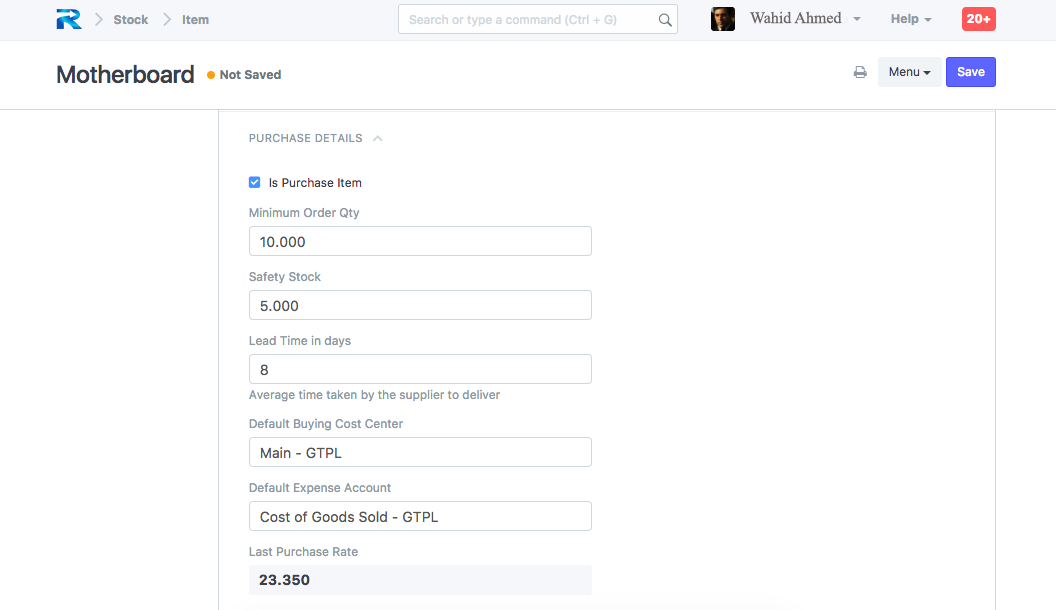 Stock
Item
Search or type a command (Ctrl + G)
Wahid Ahmed
Help
20+
Motherboard
Not Saved
Menu
Save
PURCHASE DETAILS
Is Purchase Item
Minimum Order Qty
10.000
Safety Stock
5.000
Lead Time in days
8
Average time taken by the supplier to deliver
Default Buying Cost Center
Main - GTPL
Default Expense Account
Cost of Goods Sold - GTPL
Last Purchase Rate
23.350